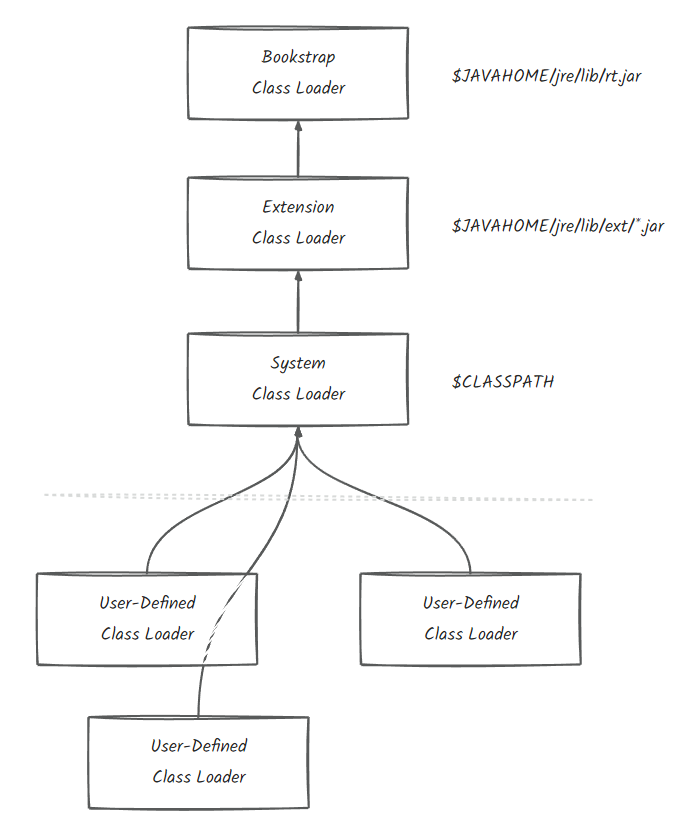 Bookstrap
Class Loader
$JAVAHOME/jre/lib/rt.jar
Extension
Class Loader
$JAVAHOME/jre/lib/ext/*.jar
System
Class Loader
$CLASSPATH
User-Defined
Class Loader
User-Defined
Class Loader
User-Defined
Class Loader